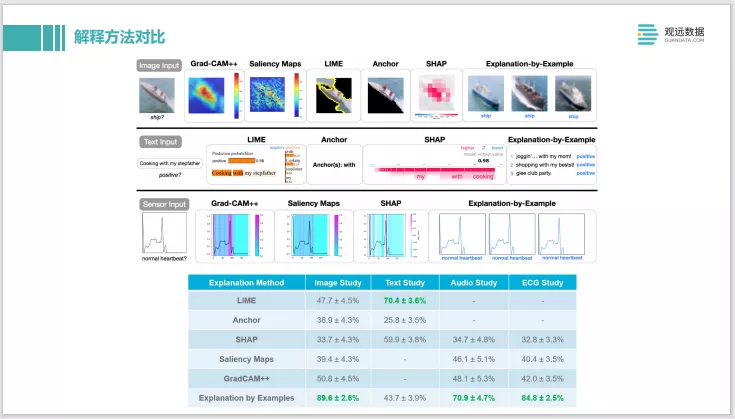 解释方法对比
观远数据
GUANDATA.COM
Image Input
Grad-CAM++
Saliency Maps
LIME
Anchor
SHAP
Explanation-by-Example
ship?
ship
ship
ship
Text Input
LIME
Anchor
SHAP
Explanation-by-Example
Cooking with my stepfather
positive?
Prediction probabilities
positive 0.98
Cooking with my stepfather
Anchor(s): with
higher
lower
model output value
0.98
my with cooking
1 joggin'... with my mom! positive
2 shopping with my bests! positive
3 glee club party. positive
Sensor Input
Grad-CAM++
Saliency Maps
SHAP
Explanation-by-Example
normal heartbeat?
normal heartbeat
normal heartbeat
normal heartbeat
Explanation Method Image Study Text Study Audio Study ECG Study
LIME 47.7 ± 4.5% 70.4 ± 3.6% - -
Anchor 38.9 ± 4.3% 25.8 ± 3.5% - -
SHAP 33.7 ± 4.3% 59.9 ± 3.8% 34.7 ± 4.8% 32.8 ± 3.3%
Saliency Maps 39.4 ± 4.3% - 46.1 ± 5.1% 40.4 ± 3.5%
GradCAM++ 50.8 ± 4.5% - 48.1 ± 5.3% 42.0 ± 3.5%
Explanation by Examples 89.6 ± 2.6% 43.7 ± 3.9% 70.9 ± 4.7% 84.8 ± 2.5%